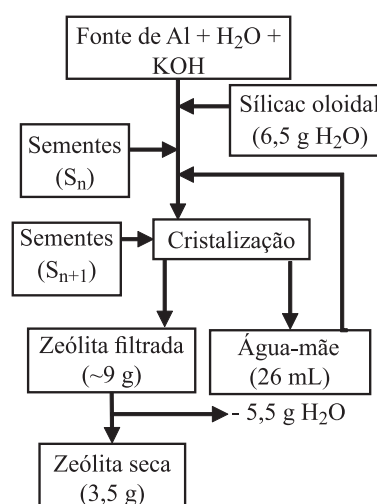 Fonte de Al + H₂O +
KOH
Sílicac oloidal
(6,5 g H₂O)
Sementes
(Sₙ)
Sementes
(Sₙ₊₁)
Cristalização
Zeólita filtrada
(~9 g)
Água-mãe
(26 mL)
- 5,5 g H₂O
Zeólita seca
(3,5 g)